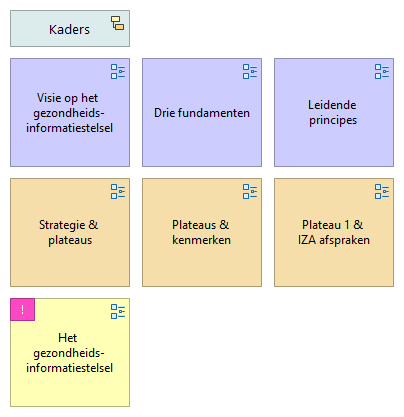 Kaders
Visie op het
gezondheids-
informatiestelsel
Drie fundamenten
Leidende
principes
Strategie &
plateaus
Plateaus &
kenmerken
Plateau 1 &
IZA afspraken
!
Het
gezondheids-
informatiestelsel